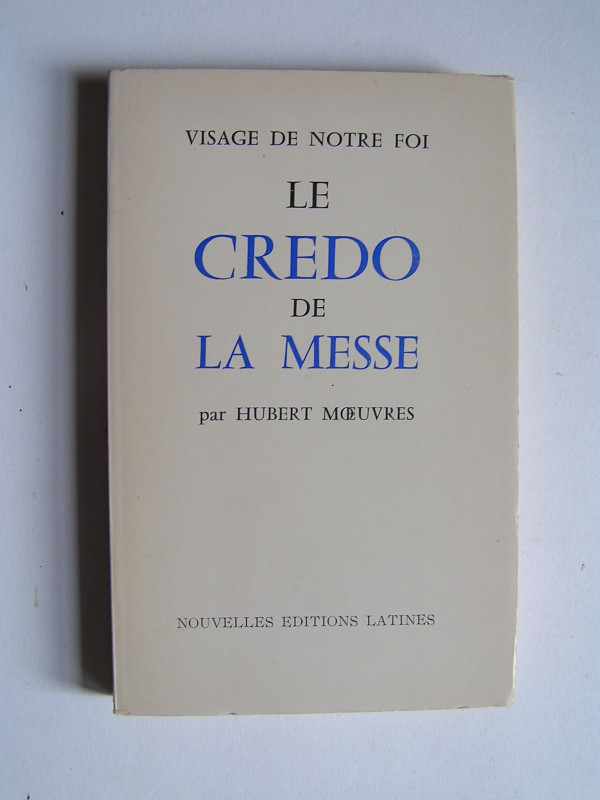 VISAGE DE NOTRE FOI
LE
CREDO
DE
LA MESSE
par HUBERT MŒUVRES
NOUVELLES EDITIONS LATINES